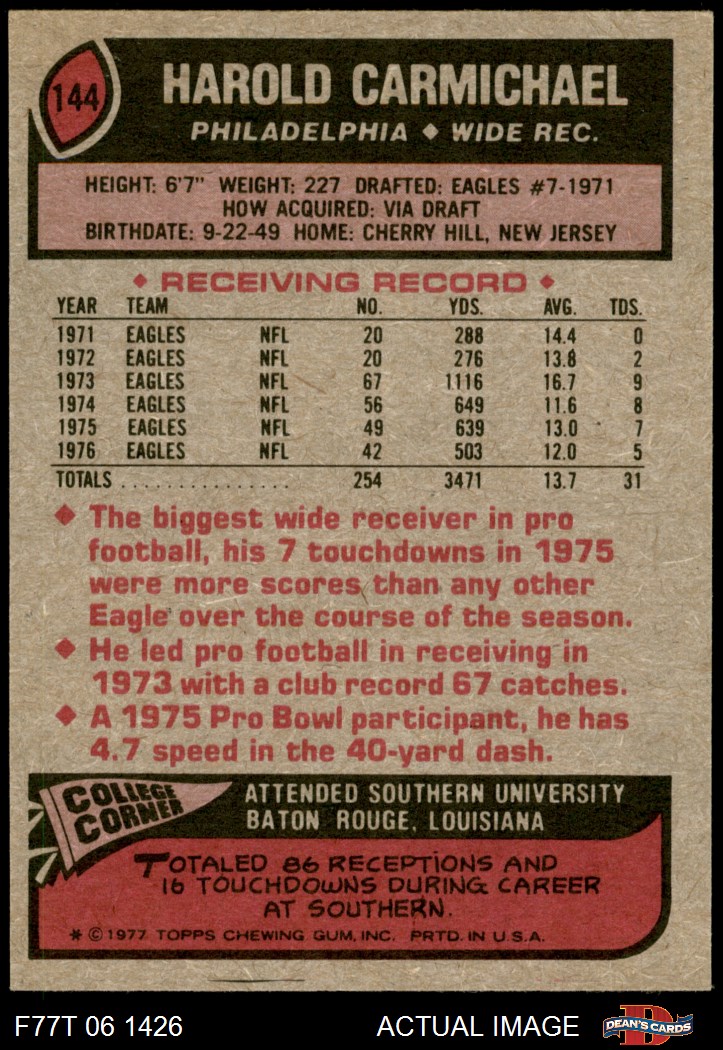 144
HAROLD CARMICHAEL
PHILADELPHIA ◆ WIDE REC.
HEIGHT: 6'7" WEIGHT: 227 DRAFTED: EAGLES #7-1971
HOW ACQUIRED: VIA DRAFT
BIRTHDATE: 9-22-49 HOME: CHERRY HILL, NEW JERSEY
◆ RECEIVING RECORD ◆
YEAR TEAM NO. YDS. AVG. TDS.
1971 EAGLES NFL 20 288 14.4 0
1972 EAGLES NFL 20 276 13.8 2
1973 EAGLES NFL 67 1116 16.7 9
1974 EAGLES NFL 56 649 11.6 8
1975 EAGLES NFL 49 639 13.0 7
1976 EAGLES NFL 42 503 12.0 5
TOTALS . . . . . . . . . . . . . . . 254 3471 13.7 31
◆ The biggest wide receiver in pro
football, his 7 touchdowns in 1975
were more scores than any other
Eagle over the course of the season.
◆ He led pro football in receiving in
1973 with a club record 67 catches.
◆ A 1975 Pro Bowl participant, he has
4.7 speed in the 40-yard dash.
COLLEGE
CORNER
ATTENDED SOUTHERN UNIVERSITY
BATON ROUGE, LOUISIANA
TOTALED 86 RECEPTIONS AND
16 TOUCHDOWNS DURING CAREER
AT SOUTHERN.
* © 1977 TOPPS CHEWING GUM, INC. PRTD. IN U.S.A.
F77T 06 1426 ACTUAL IMAGE D DEAN'S CARDS